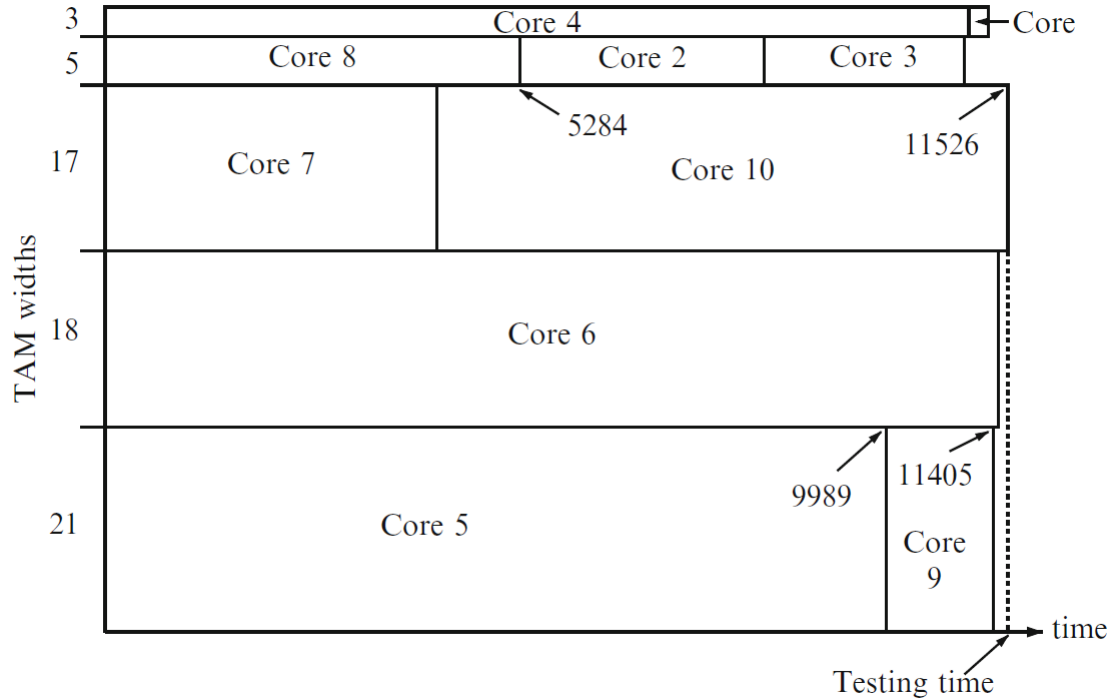 3
Core 4
Core
5
Core 8
Core 2
Core 3
5284
11526
17
Core 7
Core 10
TAM widths
18
Core 6
9989
11405
21
Core 5
Core
9
time
Testing time